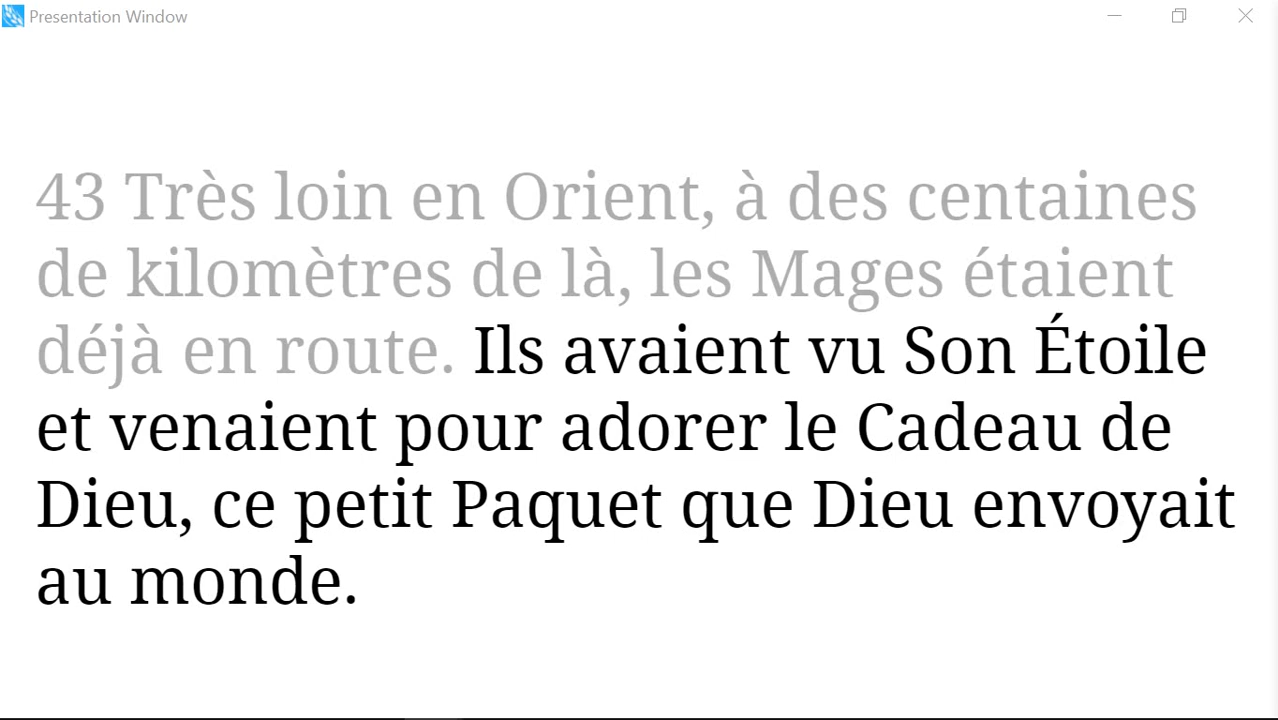 Presentation Window
43 Très loin en Orient, à des centaines
de kilomètres de là, les Mages étaient
déjà en route. Ils avaient vu Son Étoile
et venaient pour adorer le Cadeau de
Dieu, ce petit Paquet que Dieu envoyait
au monde.